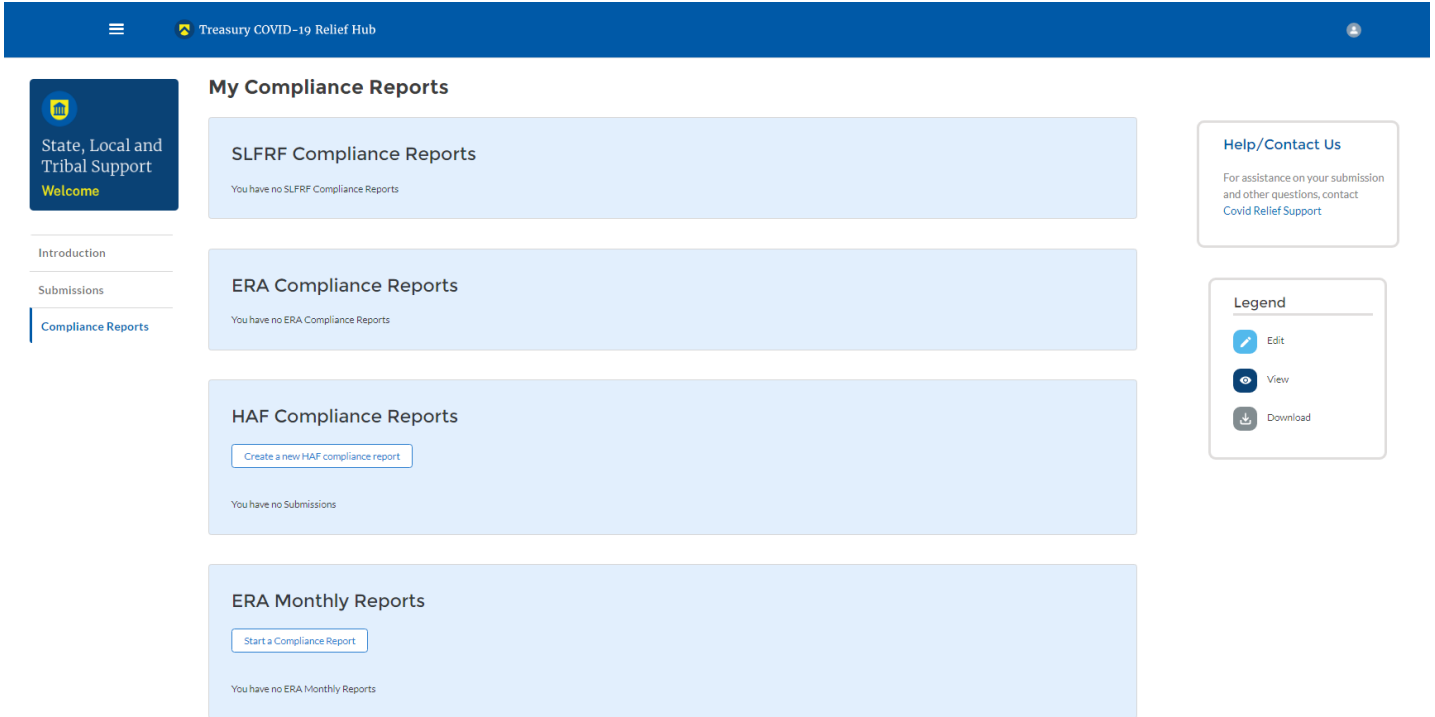 Treasury COVID-19 Relief Hub
State, Local and
Tribal Support
Welcome
Introduction
Submissions
Compliance Reports
My Compliance Reports
SLFRF Compliance Reports
You have no SLFRF Compliance Reports
ERA Compliance Reports
You have no ERA Compliance Reports
HAF Compliance Reports
Create a new HAF compliance report
You have no Submissions
ERA Monthly Reports
Start a Compliance Report
You have no ERA Monthly Reports
Help/Contact Us
For assistance on your submission
and other questions, contact
Covid Relief Support
Legend
Edit
View
Download